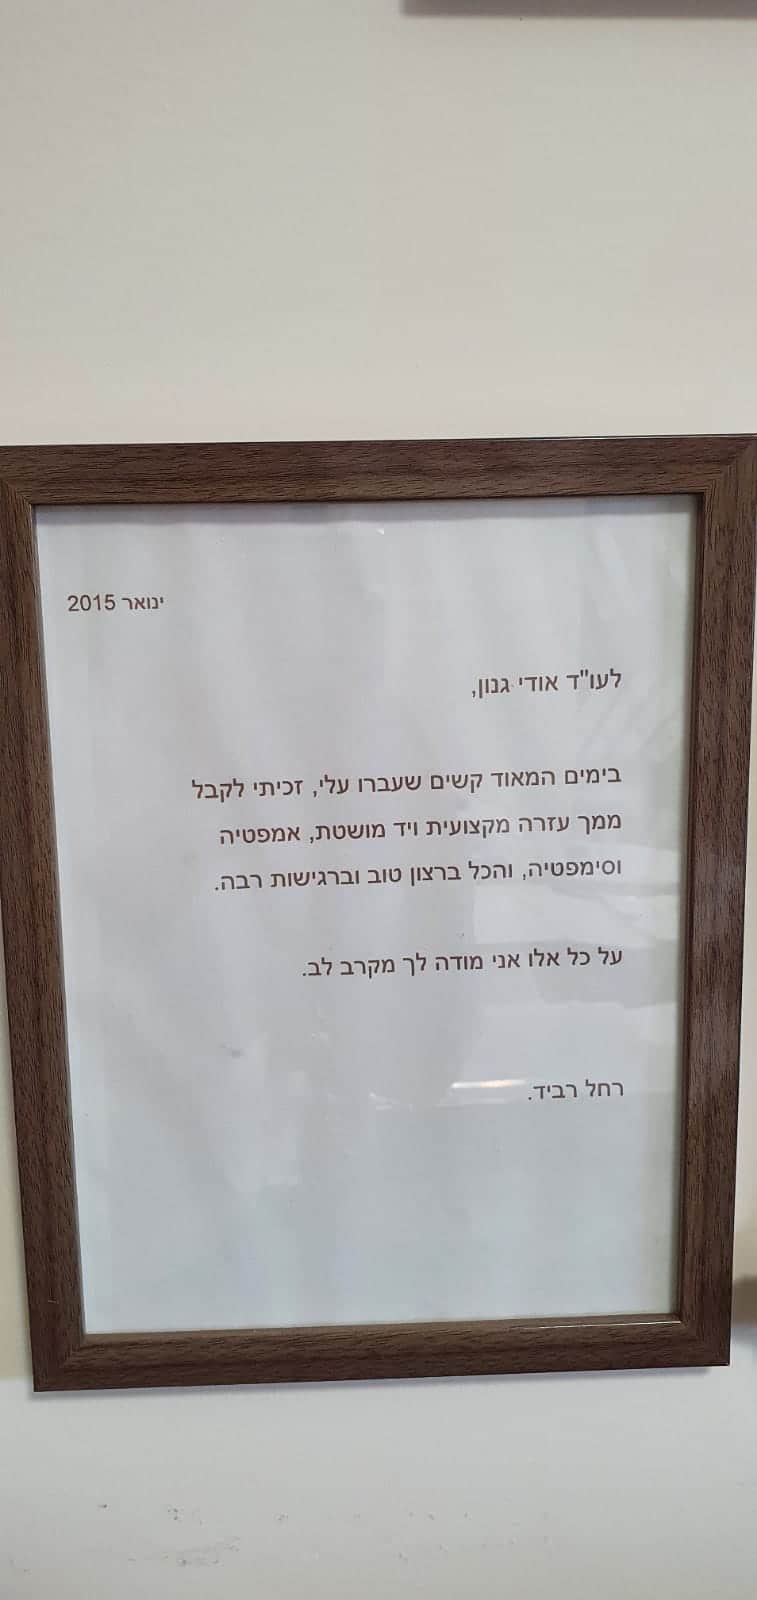 ינואר 2015
לעו"ד אודי גנון,
בימים המאוד קשים שעברו עלי, זכיתי לקבל
ממך עזרה מקצועית ויד מושטת, אמפטיה
וסימפטיה, והכל ברצון טוב וברגישות רבה.
על כל אלו אני מודה לך מקרב לב.
רחל רביד.